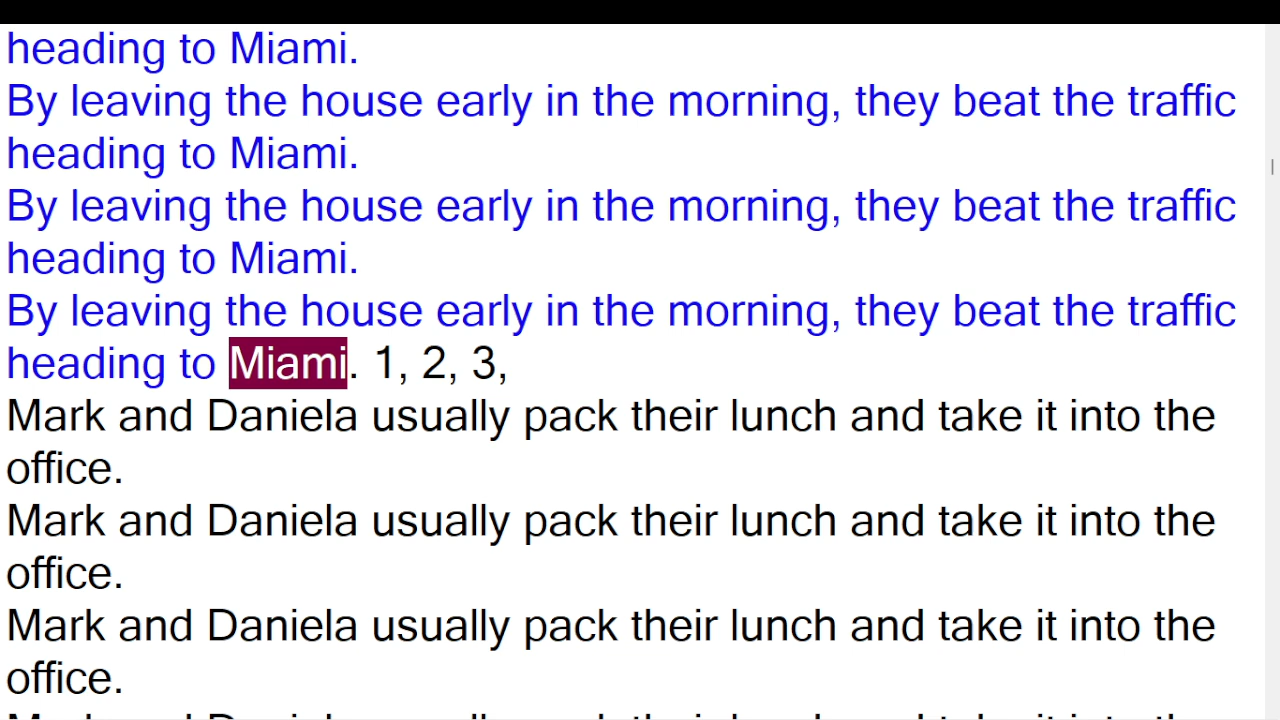 heading to Miami.
By leaving the house early in the morning, they beat the traffic
heading to Miami.
By leaving the house early in the morning, they beat the traffic
heading to Miami.
By leaving the house early in the morning, they beat the traffic
heading to Miami. 1, 2, 3,
Mark and Daniela usually pack their lunch and take it into the
office.
Mark and Daniela usually pack their lunch and take it into the
office.
Mark and Daniela usually pack their lunch and take it into the
office.